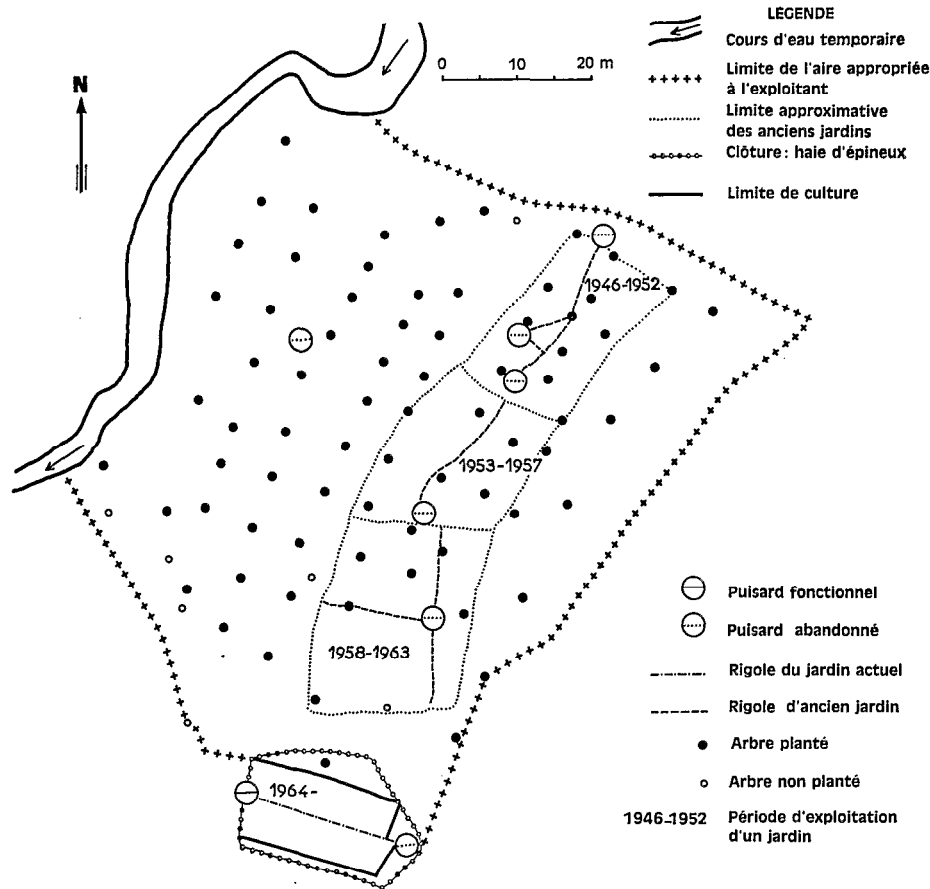 LÉGENDE
Cours d'eau temporaire
Limite de l'aire appropriée
à l'exploitant
Limite approximative
des anciens jardins
Clôture : haie d'épineux
Limite de culture
N
0 10 20 m
1946-1952
1953-1957
1958-1963
1964-
Puisard fonctionnel
Puisard abandonné
Rigole du jardin actuel
Rigole d'ancien jardin
Arbre planté
Arbre non planté
1946-1952 Période d'exploitation
d'un jardin